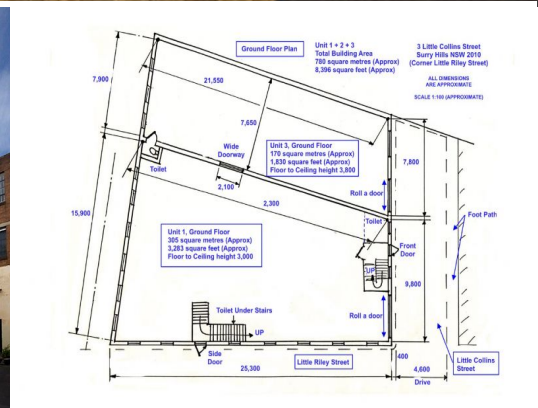 Ground Floor Plan
Unit 1 + 2 + 3
Total Building Area
780 square metres (Approx)
8,396 square feet (Approx)
3 Little Collins Street
Surry Hills NSW 2010
(Corner Little Riley Street)
ALL DIMENSIONS
ARE APPROXIMATE
SCALE 1:100 (APPROXIMATE)
7,900
21,550
7,650
Wide
Doorway
Unit 3, Ground Floor
170 square metres (Approx)
1,830 square feet (Approx)
Floor to Ceiling height 3,800
7,800
Toilet
2,100
Roll a door
2,300
Toilet
Foot Path
15,900
Unit 1, Ground Floor
305 square metres (Approx)
3,283 square feet (Approx)
Floor to Ceiling height 3,000
Front
Door
UP
9,800
Toilet Under Stairs
Roll a door
UP
Side
Door
Little Riley Street
400
25,300
4,600
Drive
Little Collins
Street